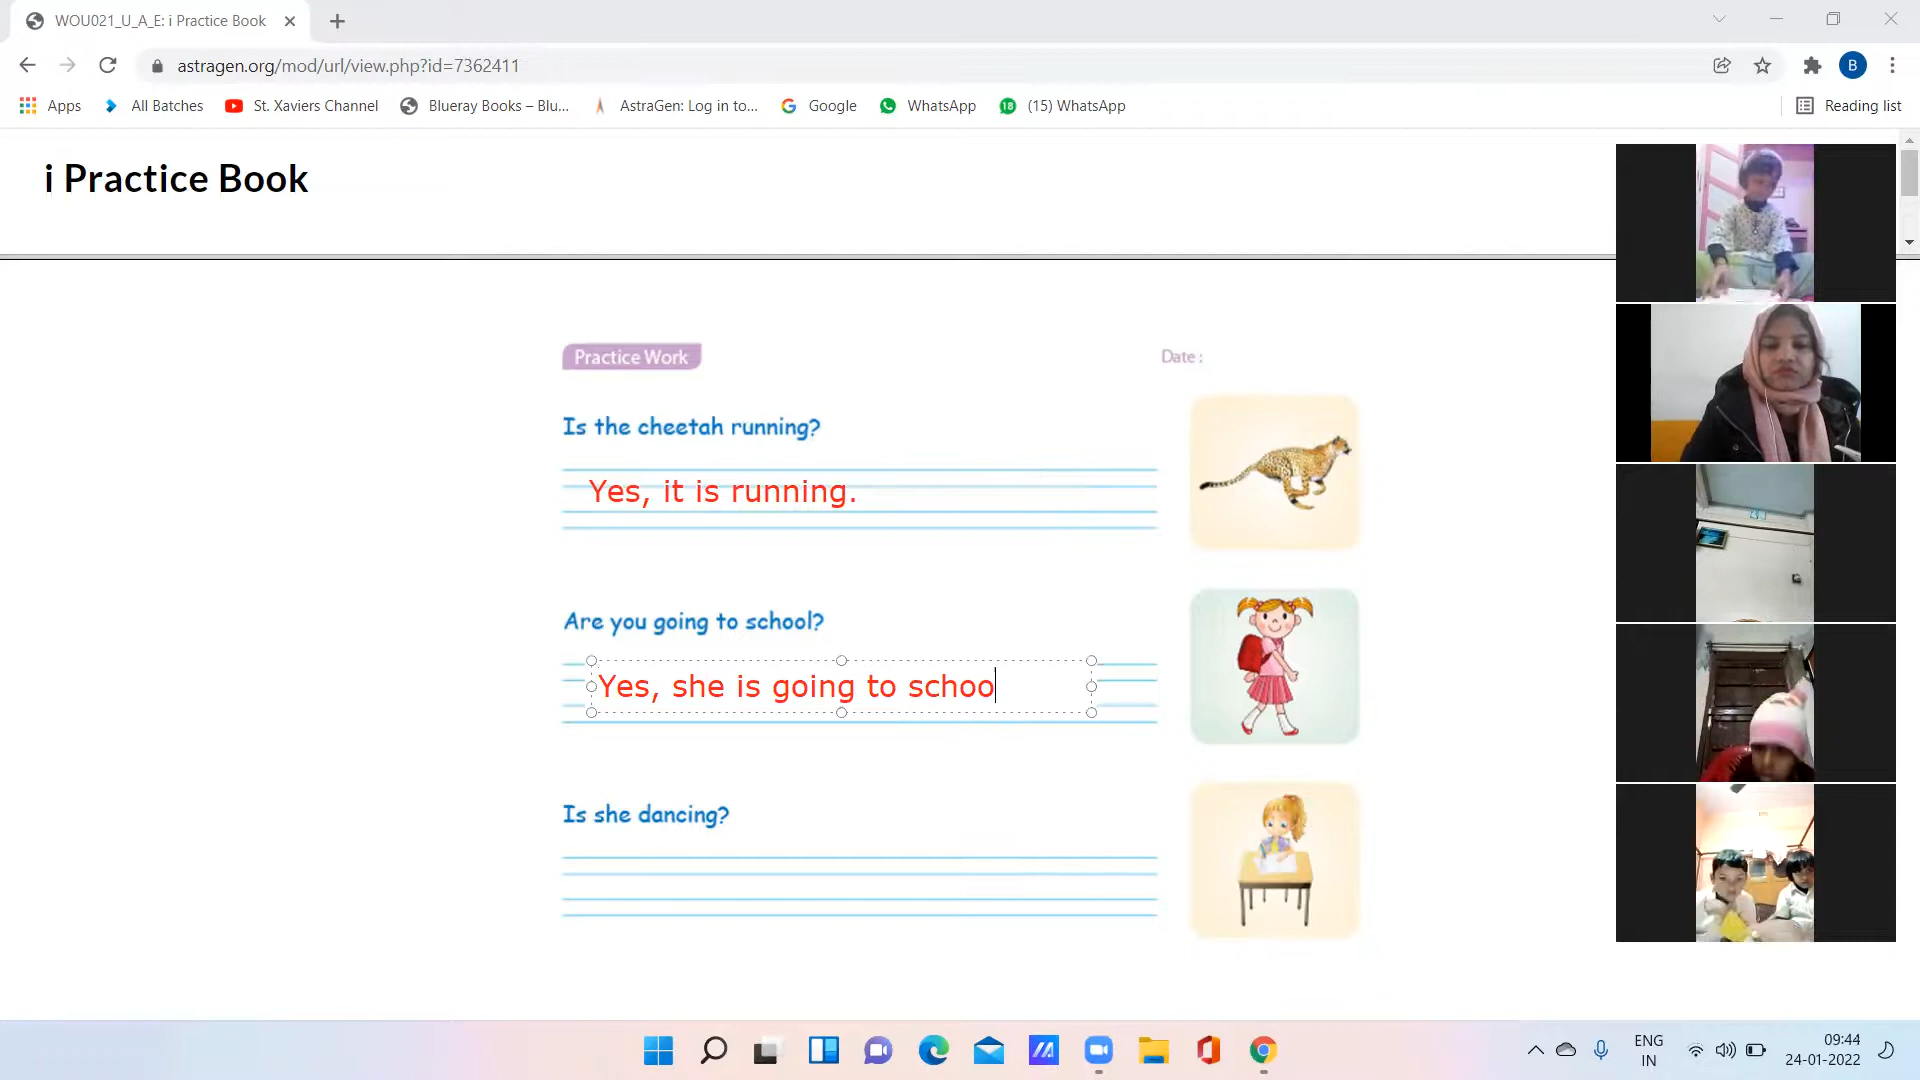 WOU021_U_A_E: i Practice Book
astragen.org/mod/url/view.php?id=7362411
B
Apps
All Batches
St. Xaviers Channel
Blueray Books – Blu...
AstraGen: Log in to...
Google
WhatsApp
18
(15) WhatsApp
Reading list
i Practice Book
Practice Work
Date :
Is the cheetah running?
Yes, it is running.
Are you going to school?
Yes, she is going to schoo
Is she dancing?
ENG
IN
09:44
24-01-2022